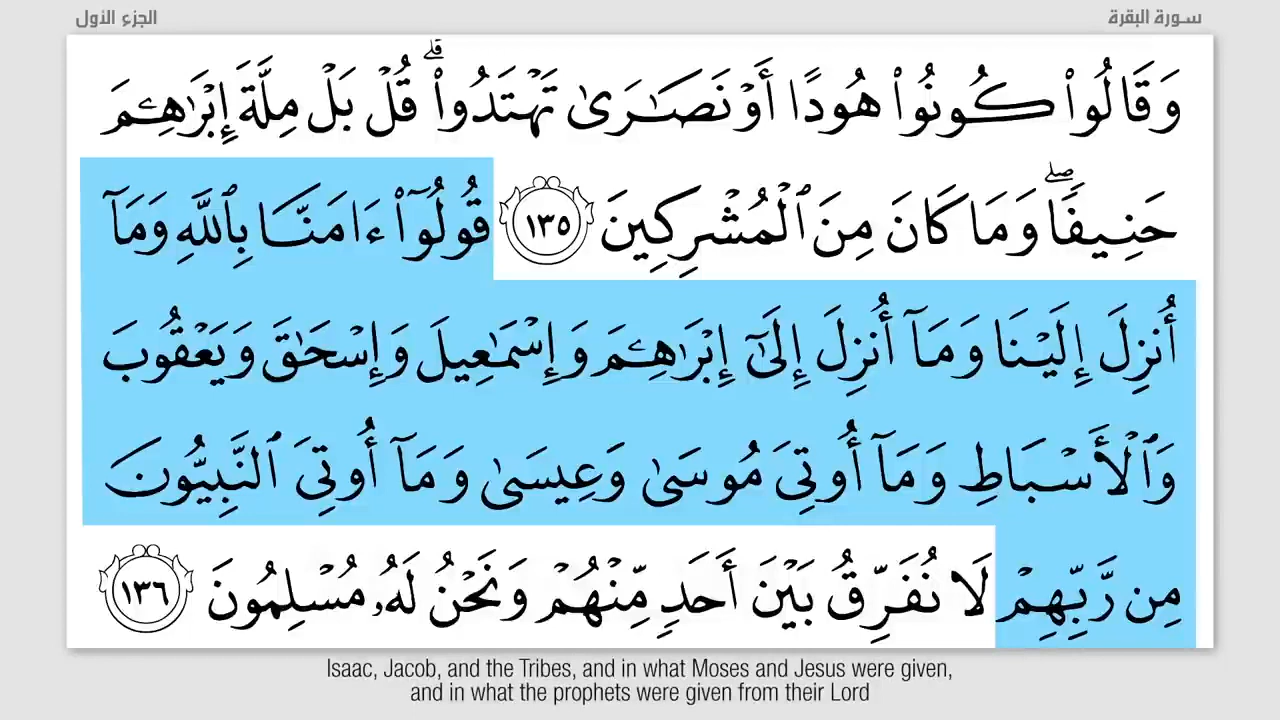 سورة البقرة
الجزء الأول
وَقَالُوا۟ كُونُوا۟ هُودًا أَوْ نَصَـٰرَىٰ تَهْتَدُوا۟ ۗ قُلْ بَلْ مِلَّةَ إِبْرَٰهِـۧمَ
حَنِيفًا ۖ وَمَا كَانَ مِنَ ٱلْمُشْرِكِينَ ١٣٥ قُولُوٓا۟ ءَامَنَّا بِٱللَّهِ وَمَآ
أُنزِلَ إِلَيْنَا وَمَآ أُنزِلَ إِلَىٰٓ إِبْرَٰهِـۧمَ وَإِسْمَـٰعِيلَ وَإِسْحَـٰقَ وَيَعْقُوبَ
وَٱلْأَسْبَاطِ وَمَآ أُوتِىَ مُوسَىٰ وَعِيسَىٰ وَمَآ أُوتِىَ ٱلنَّبِيُّونَ
مِن رَّبِّهِمْ لَا نُفَرِّقُ بَيْنَ أَحَدٍ مِّنْهُمْ وَنَحْنُ لَهُۥ مُسْلِمُونَ ١٣٦
Isaac, Jacob, and the Tribes, and in what Moses and Jesus were given,
and in what the prophets were given from their Lord